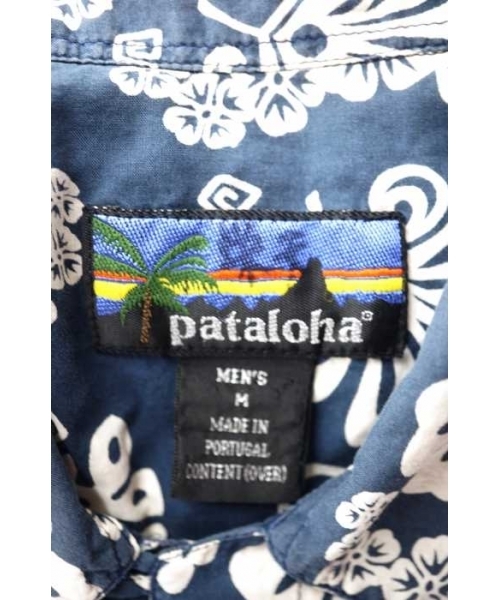 pataloha®
MEN'S
M
MADE IN
PORTUGAL
CONTENT (OVER)